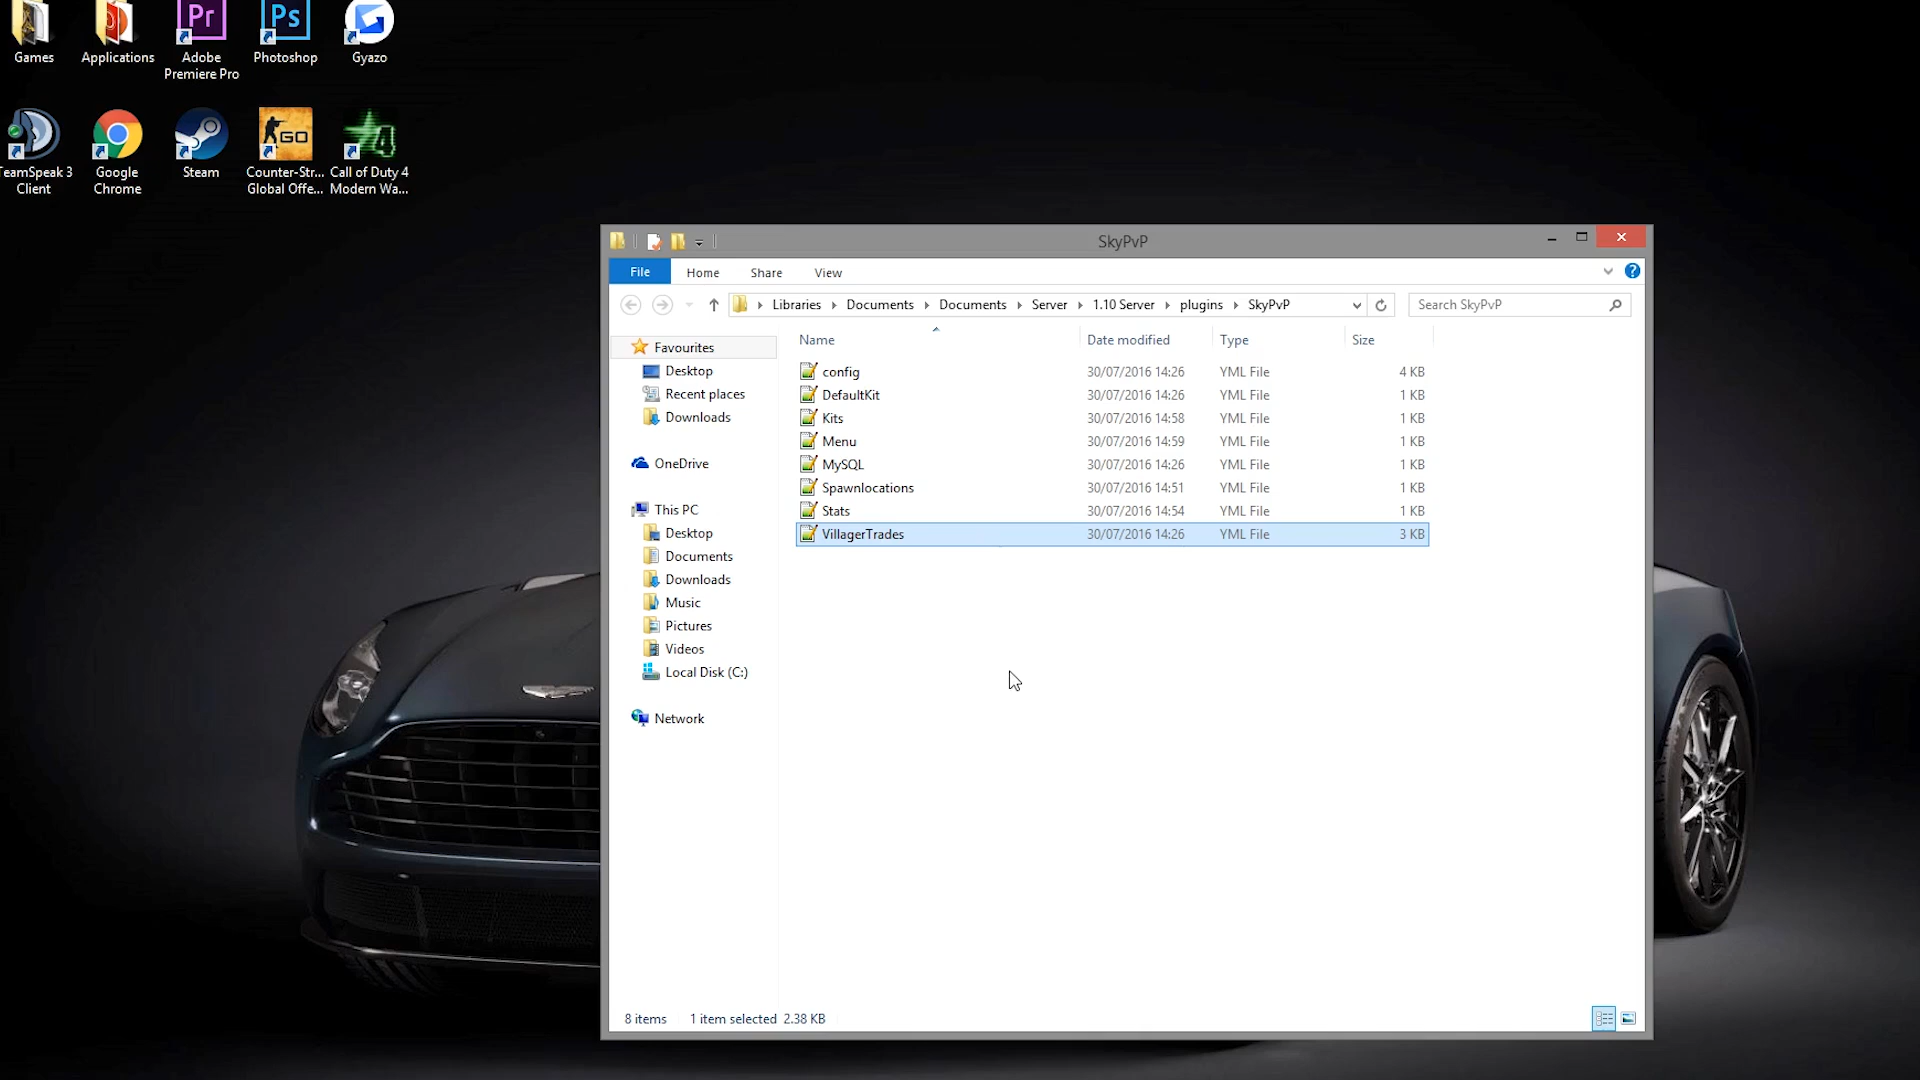 Games
Applications
Adobe
Premiere Pro
Photoshop
Gyazo
Pr
Ps
TeamSpeak 3
Client
Google
Chrome
Steam
Counter-Str...
Global Offe...
Call of Duty 4
Modern Wa...
GO
4
SkyPvP
File
Home
Share
View
Libraries
Documents
Documents
Server
1.10 Server
plugins
SkyPvP
Search SkyPvP
Name
Date modified
Type
Size
Favourites
Desktop
Recent places
Downloads
OneDrive
This PC
Desktop
Documents
Downloads
Music
Pictures
Videos
Local Disk (C:)
Network
config 30/07/2016 14:26 YML File 4 KB
DefaultKit 30/07/2016 14:26 YML File 1 KB
Kits 30/07/2016 14:58 YML File 1 KB
Menu 30/07/2016 14:59 YML File 1 KB
MySQL 30/07/2016 14:26 YML File 1 KB
Spawnlocations 30/07/2016 14:51 YML File 1 KB
Stats 30/07/2016 14:54 YML File 1 KB
VillagerTrades 30/07/2016 14:26 YML File 3 KB
8 items 1 item selected 2.38 KB